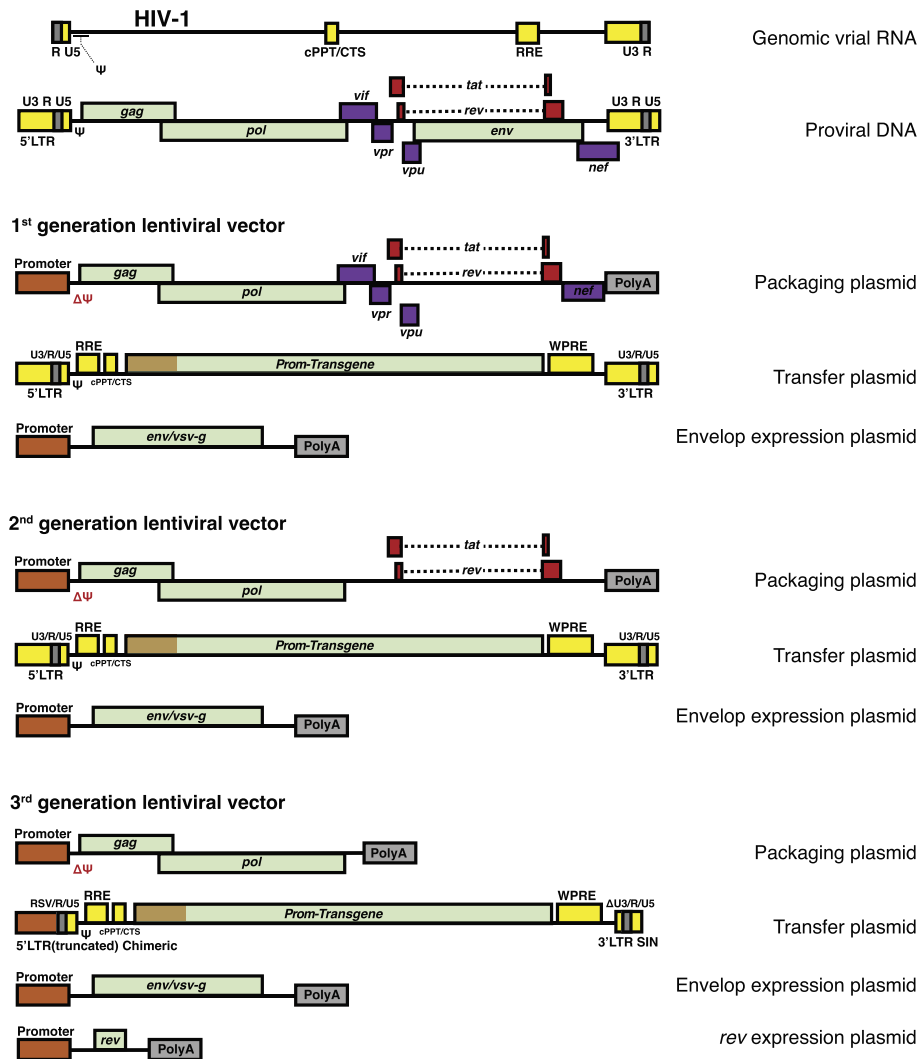 HIV-1
R U5
Ψ
cPPT/CTS
RRE
U3 R
Genomic vrial RNA
U3 R U5
5'LTR
Ψ
gag
pol
vif
vpr
vpu
tat
rev
env
nef
U3 R U5
3'LTR
Proviral DNA
1st generation lentiviral vector
Promoter
ΔΨ
gag
pol
vif
vpr
vpu
tat
rev
nef
PolyA
Packaging plasmid
U3/R/U5
5'LTR
Ψ
RRE
cPPT/CTS
Prom-Transgene
WPRE
U3/R/U5
3'LTR
Transfer plasmid
Promoter
env/vsv-g
PolyA
Envelop expression plasmid
2nd generation lentiviral vector
Promoter
ΔΨ
gag
pol
tat
rev
PolyA
Packaging plasmid
U3/R/U5
5'LTR
Ψ
RRE
cPPT/CTS
Prom-Transgene
WPRE
U3/R/U5
3'LTR
Transfer plasmid
Promoter
env/vsv-g
PolyA
Envelop expression plasmid
3rd generation lentiviral vector
Promoter
ΔΨ
gag
pol
PolyA
Packaging plasmid
RSV/R/U5
5'LTR(truncated) Chimeric
Ψ
RRE
cPPT/CTS
Prom-Transgene
WPRE
ΔU3/R/U5
3'LTR SIN
Transfer plasmid
Promoter
env/vsv-g
PolyA
Envelop expression plasmid
Promoter
rev
PolyA
rev expression plasmid